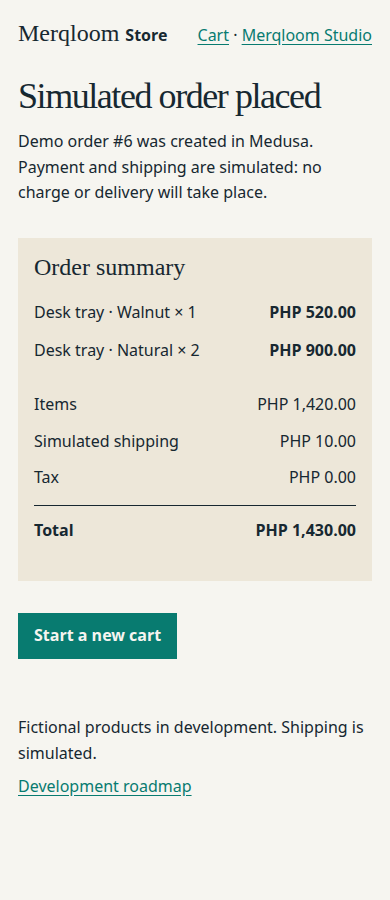 Merqloom Store Cart · Merqloom Studio
Simulated order placed
Demo order #6 was created in Medusa.
Payment and shipping are simulated: no
charge or delivery will take place.
Order summary
Desk tray · Walnut × 1 PHP 520.00
Desk tray · Natural × 2 PHP 900.00
Items PHP 1,420.00
Simulated shipping PHP 10.00
Tax PHP 0.00
Total PHP 1,430.00
Start a new cart
Fictional products in development. Shipping is
simulated.
Development roadmap